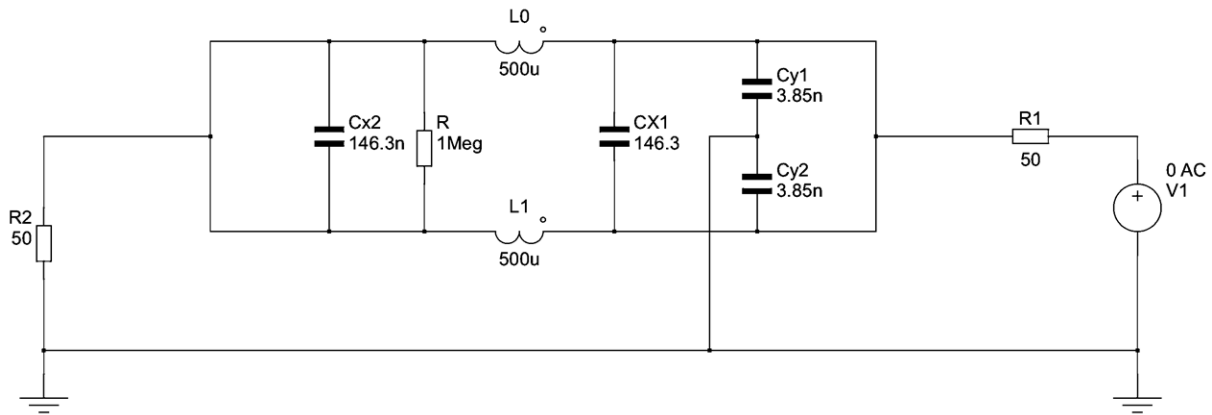 L0
500u
Cy1
3.85n
Cx2
146.3n
R
1Meg
CX1
146.3
R1
50
0 AC
V1
Cy2
3.85n
L1
500u
R2
50